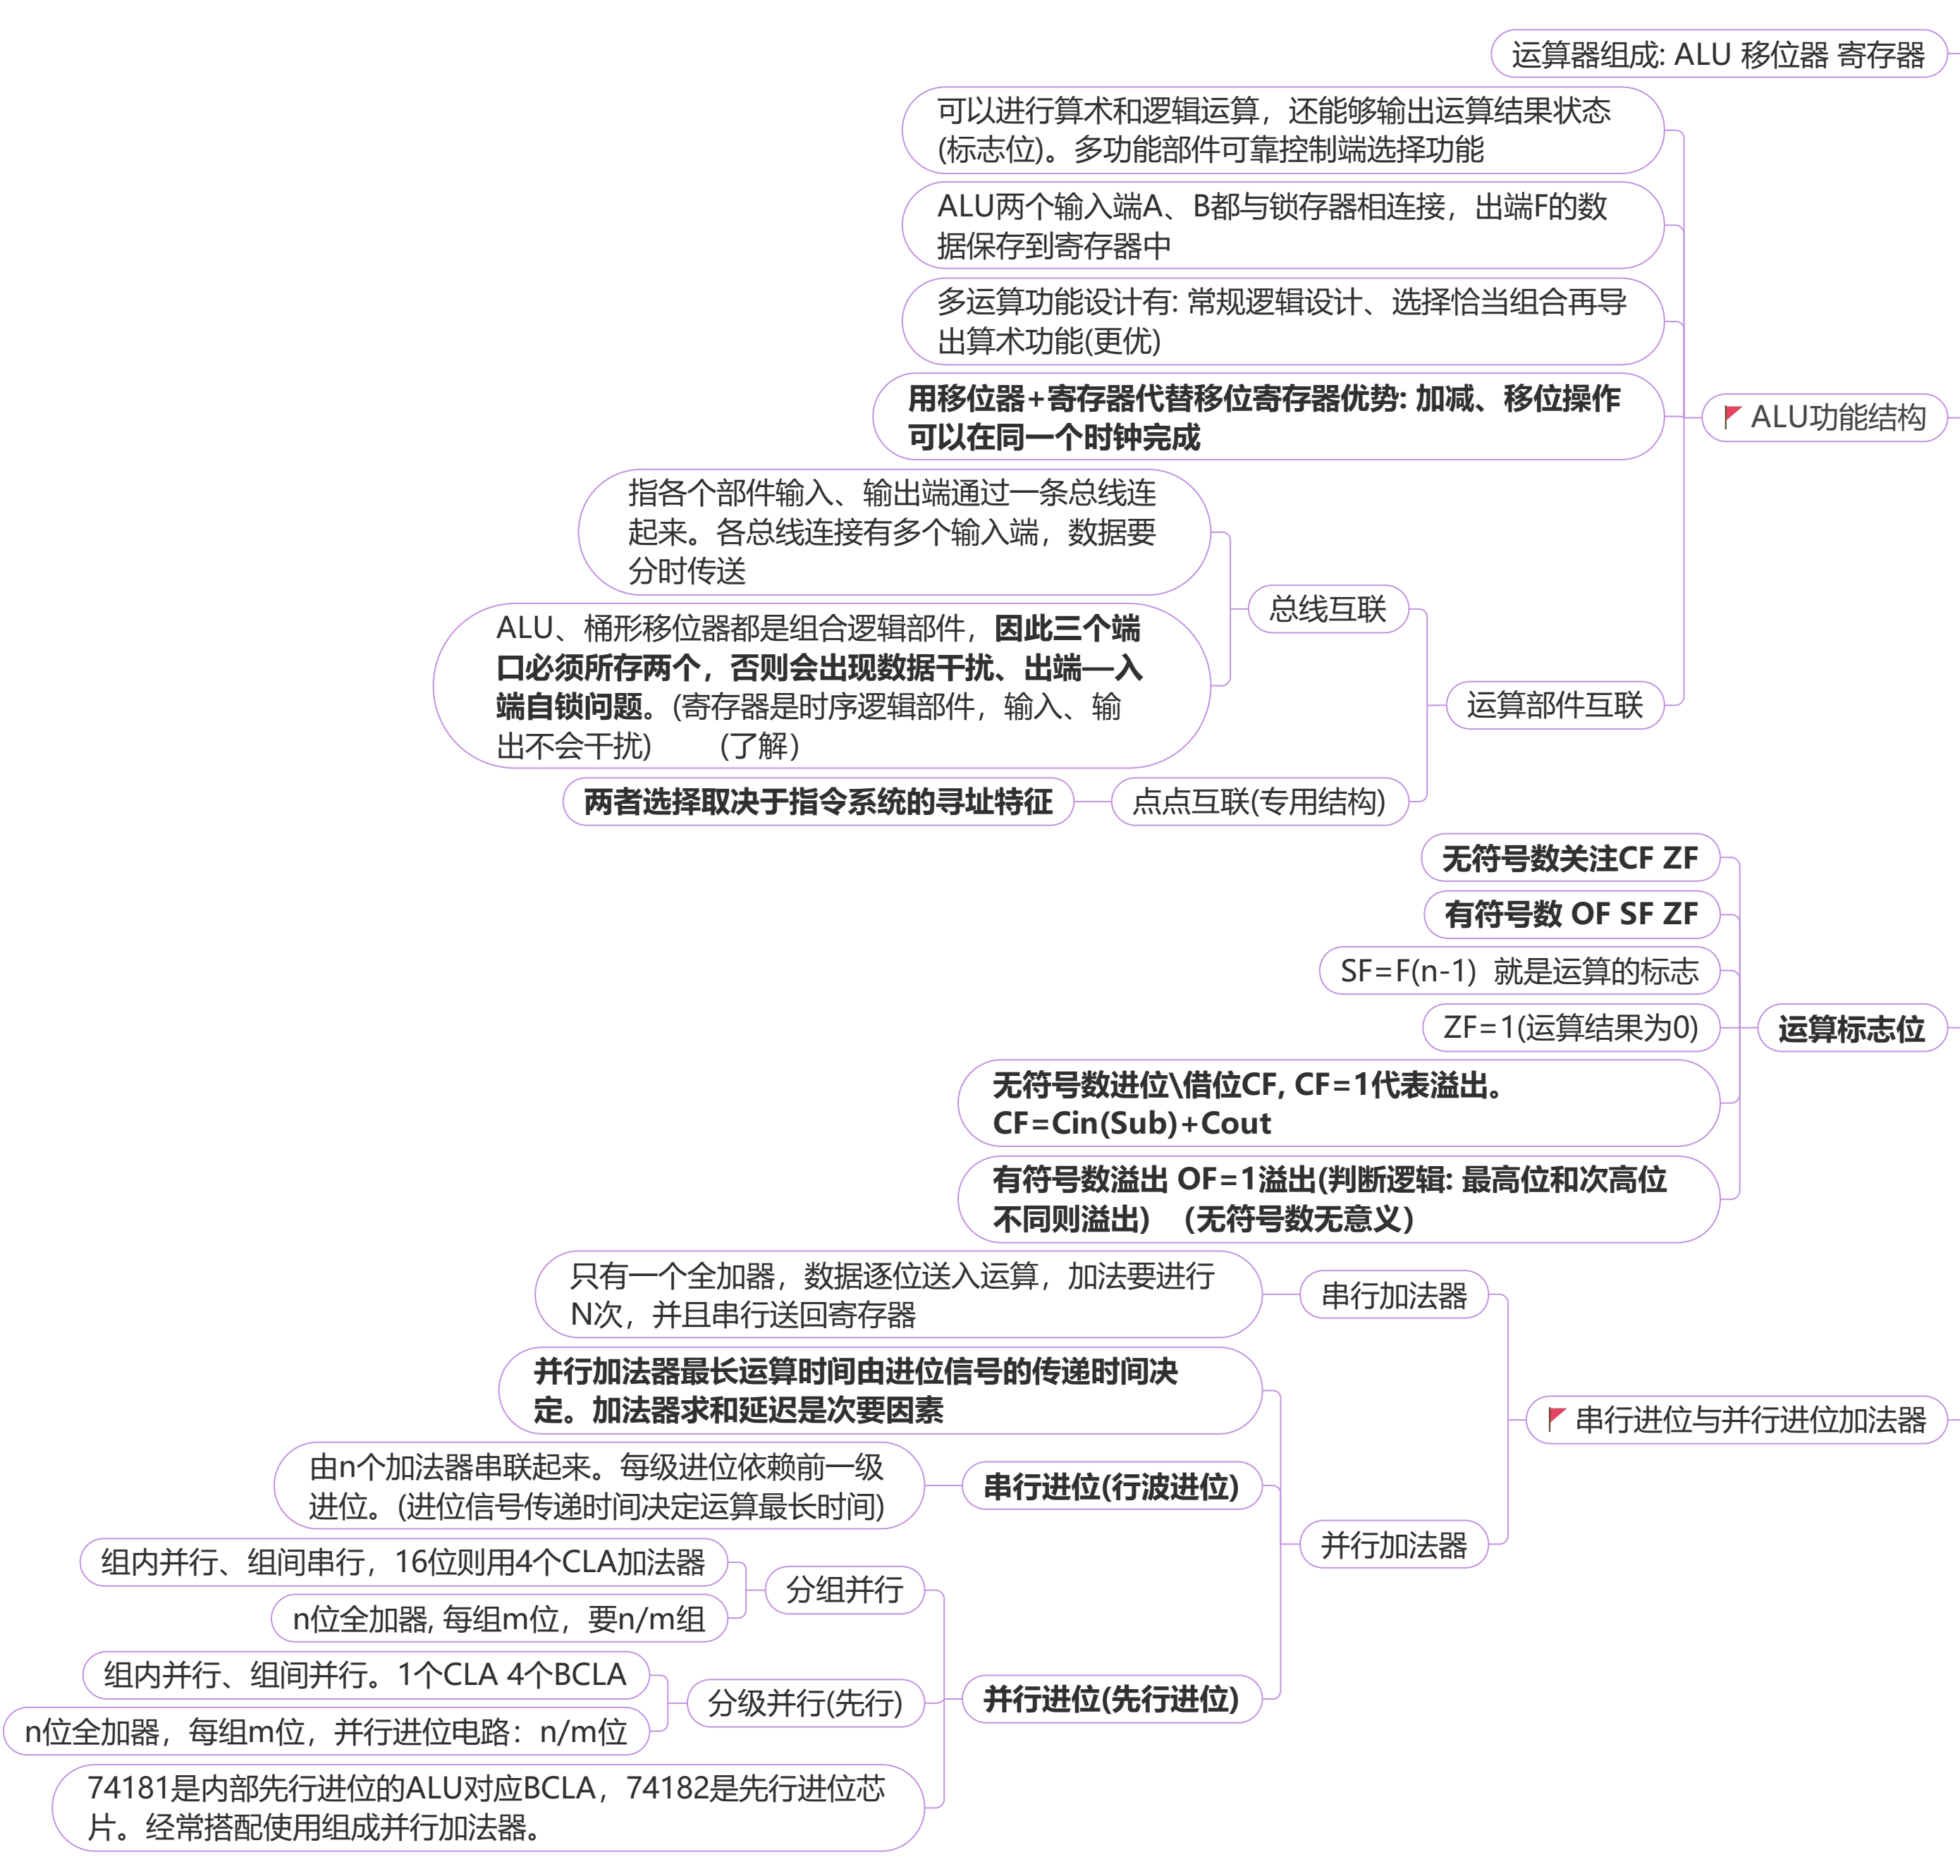 运算器组成: ALU 移位器 寄存器
可以进行算术和逻辑运算，还能够输出运算结果状态
(标志位)。多功能部件可靠控制端选择功能
ALU两个输入端A、B都与锁存器相连接，出端F的数
据保存到寄存器中
多运算功能设计有: 常规逻辑设计、选择恰当组合再导
出算术功能(更优)
用移位器+寄存器代替移位寄存器优势: 加减、移位操作
可以在同一个时钟完成
ALU功能结构
指各个部件输入、输出端通过一条总线连
起来。各总线连接有多个输入端，数据要
分时传送
总线互联
ALU、桶形移位器都是组合逻辑部件，因此三个端
口必须所存两个，否则会出现数据干扰、出端—入
端自锁问题。(寄存器是时序逻辑部件，输入、输
出不会干扰) (了解）
运算部件互联
两者选择取决于指令系统的寻址特征
点点互联(专用结构)
无符号数关注CF ZF
有符号数 OF SF ZF
SF=F(n-1) 就是运算的标志
ZF=1(运算结果为0)
运算标志位
无符号数进位\借位CF, CF=1代表溢出。
CF=Cin(Sub)+Cout
有符号数溢出 OF=1溢出(判断逻辑: 最高位和次高位
不同则溢出）（无符号数无意义）
只有一个全加器，数据逐位送入运算，加法要进行
N次，并且串行送回寄存器
串行加法器
并行加法器最长运算时间由进位信号的传递时间决
定。加法器求和延迟是次要因素
串行进位与并行进位加法器
由n个加法器串联起来。每级进位依赖前一级
进位。(进位信号传递时间决定运算最长时间)
串行进位(行波进位)
并行加法器
组内并行、组间串行，16位则用4个CLA加法器
分组并行
n位全加器, 每组m位，要n/m组
组内并行、组间并行。1个CLA 4个BCLA
分级并行(先行)
并行进位(先行进位)
n位全加器，每组m位，并行进位电路：n/m位
74181是内部先行进位的ALU对应BCLA，74182是先行进位芯
片。经常搭配使用组成并行加法器。